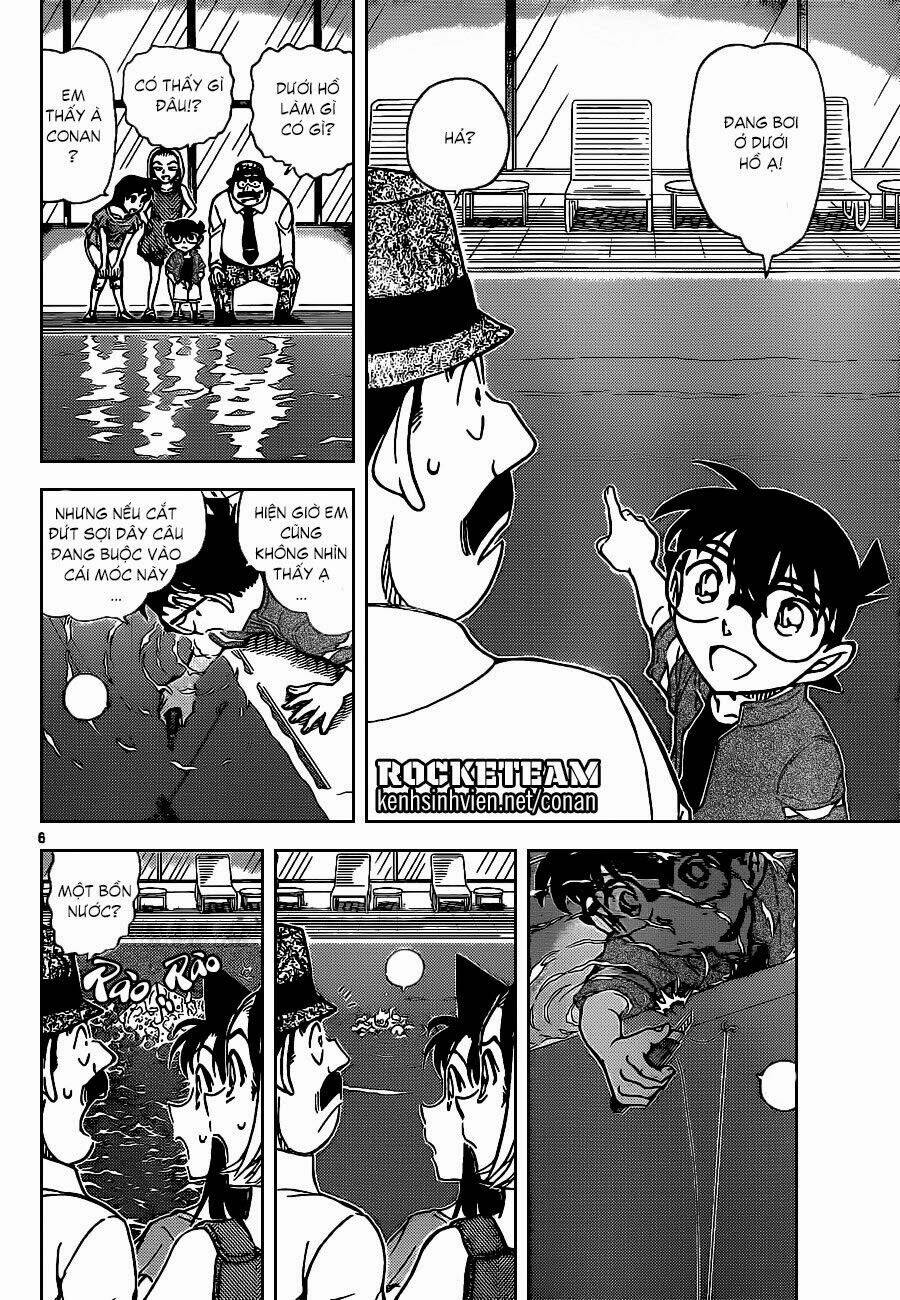 ĐANG BƠI
Ở DƯỚI
HỒ Ạ!
HẢ?
DƯỚI HỒ
LÀM GÌ
CÓ GÌ?
CÓ THẤY GÌ
ĐÂU!?
EM
THẤY À
CONAN
?
HIỆN GIỜ EM
CŨNG
KHÔNG NHÌN
THẤY Ạ
...
NHƯNG NẾU CẮT
ĐỨT SỢI DÂY CÂU
ĐANG BUỘC VÀO
CÁI MÓC NÀY
...
ROCKETEAM
kenhsinhvien.net/conan
6
RÀO RÀO
MỘT BỒN
NƯỚC?